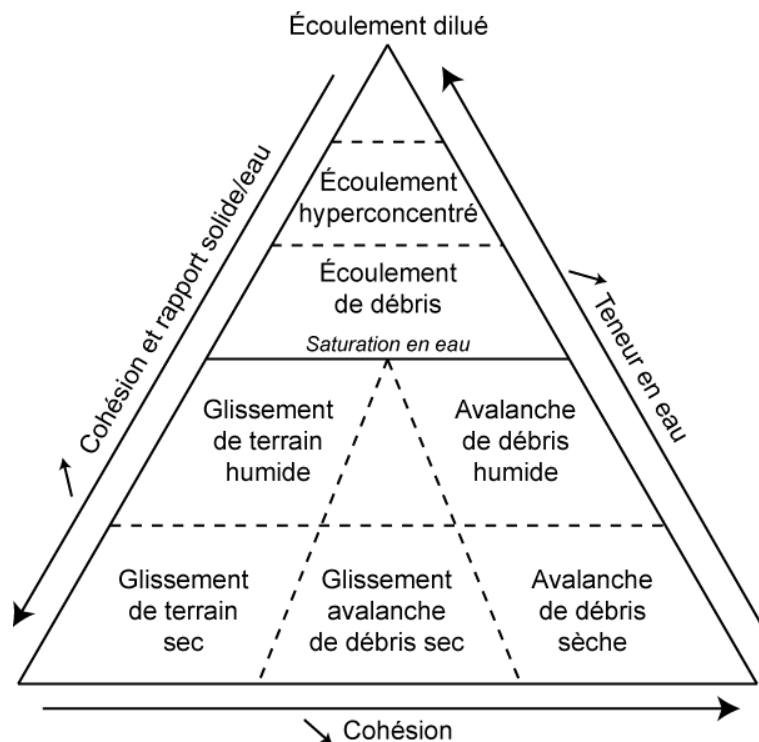 Écoulement dilué
Écoulement
hyperconcentré
Écoulement
de débris
Saturation en eau
Cohésion et rapport solide/eau
Teneur en eau
Glissement
de terrain
humide
Avalanche
de débris
humide
Glissement
de terrain
sec
Glissement
avalanche
de débris sec
Avalanche
de débris
sèche
Cohésion